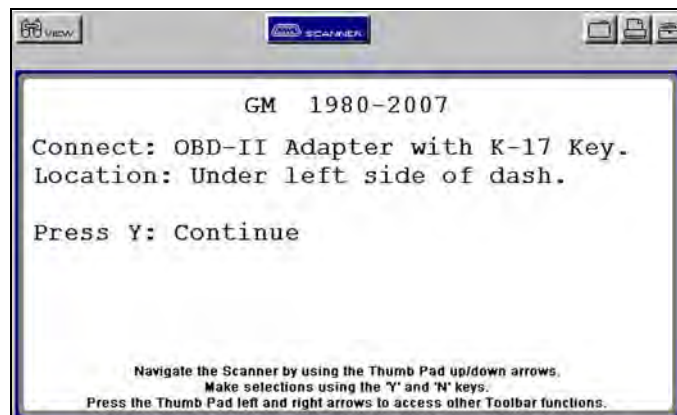 VIEW SCANNER
GM 1980-2007
Connect: OBD-II Adapter with K-17 Key.
Location: Under left side of dash.
Press Y: Continue
Navigate the Scanner by using the Thumb Pad up/down arrows.
Make selections using the 'Y' and 'N' keys.
Press the Thumb Pad left and right arrows to access other Toolbar functions.